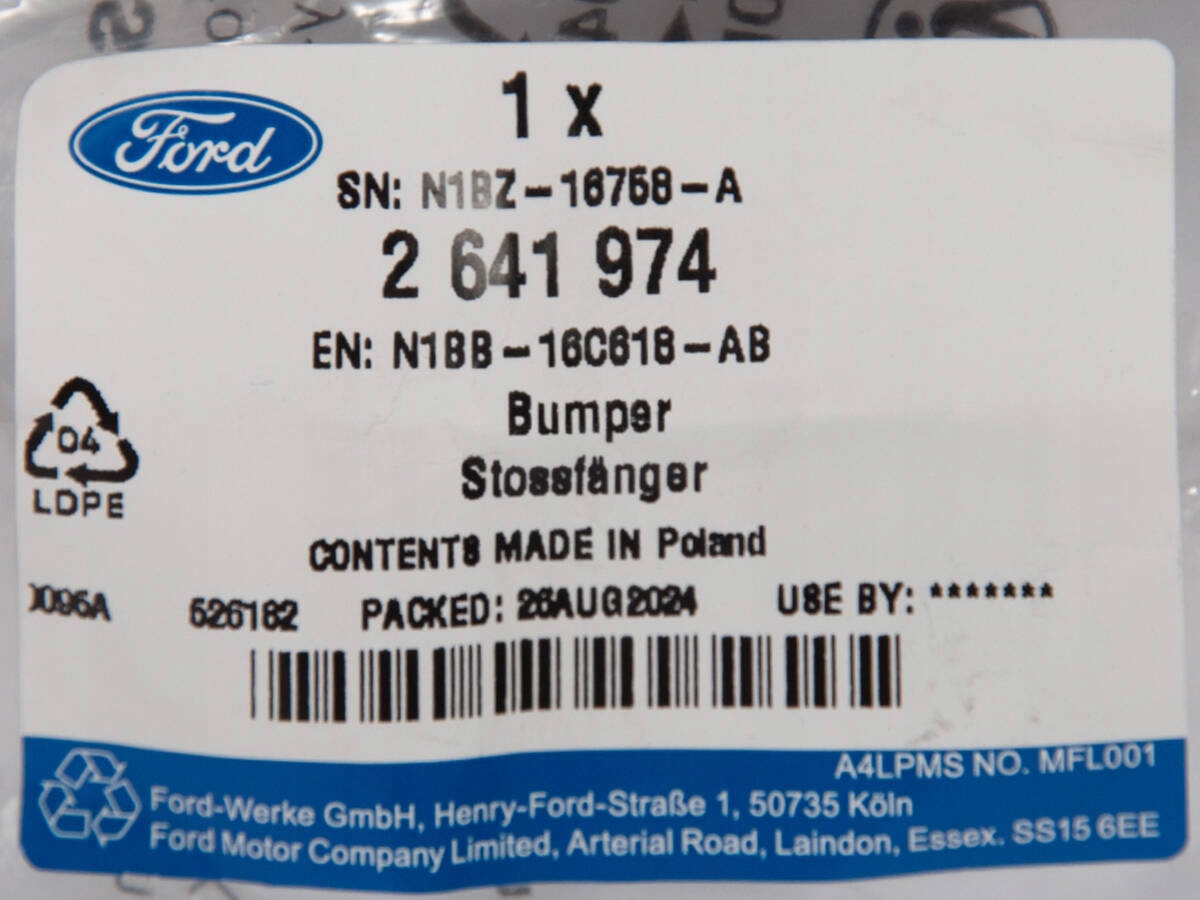 Ford
1 x
SN: N1BZ-16758-A
2 641 974
EN: N1BB-16C618-AB
Bumper
Stossfänger
04
LDPE
CONTENTS MADE IN Poland
526182 PACKED: 26AUG2024 USE BY: *******
A4LPMS NO. MFL001
Ford-Werke GmbH, Henry-Ford-Straße 1, 50735 Köln
Ford Motor Company Limited, Arterial Road, Laindon, Essex. SS15 6EE